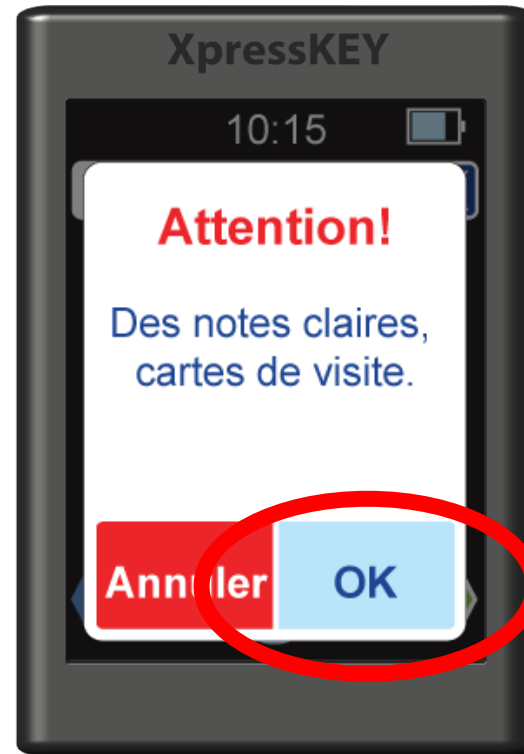 XpressKEY
10:15
Attention!
Des notes claires,
cartes de visite.
Annuler
OK